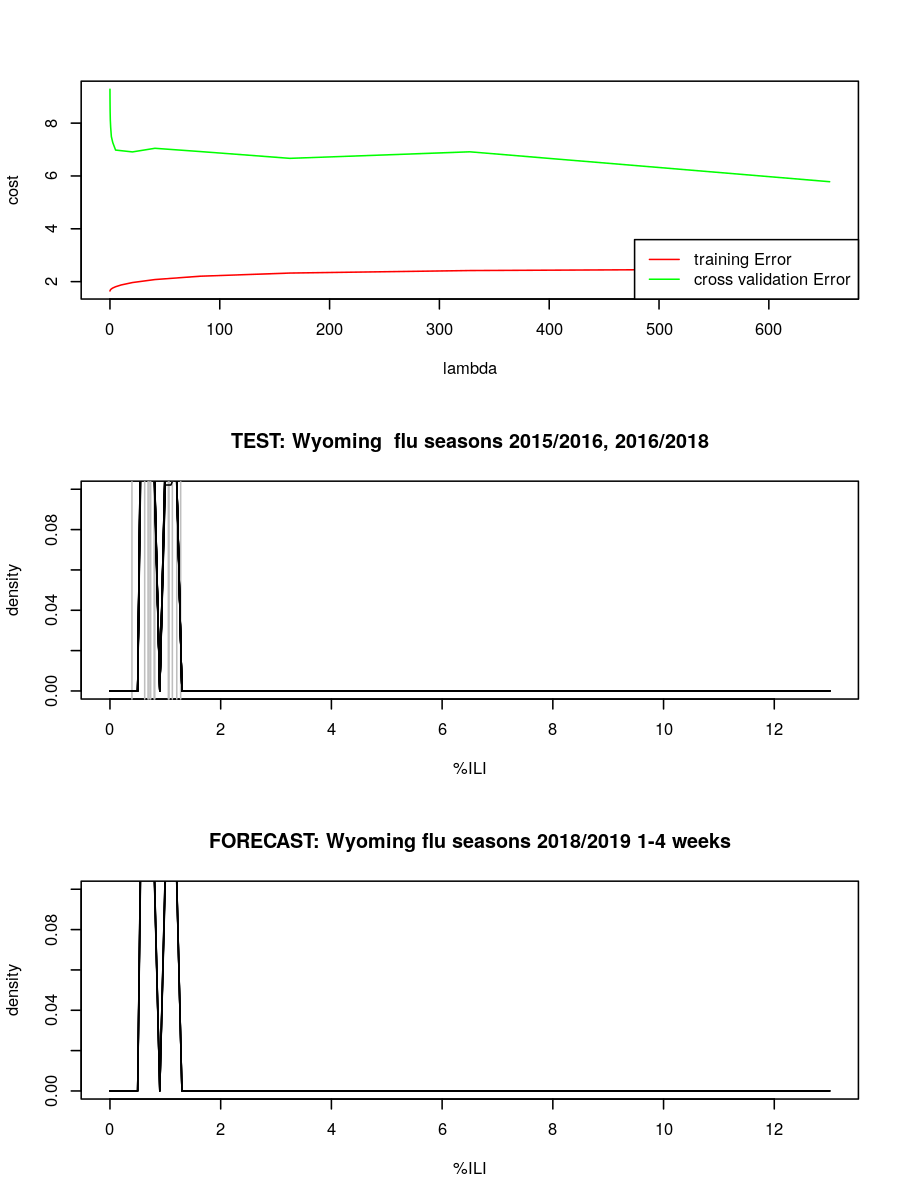 cost
8
6
4
2
training Error
cross validation Error
0 100 200 300 400 500 600
lambda
TEST: Wyoming  flu seasons 2015/2016, 2016/2018
density
0.08
0.04
0.00
0 2 4 6 8 10 12
%ILI
FORECAST: Wyoming flu seasons 2018/2019 1-4 weeks
density
0.08
0.04
0.00
0 2 4 6 8 10 12
%ILI